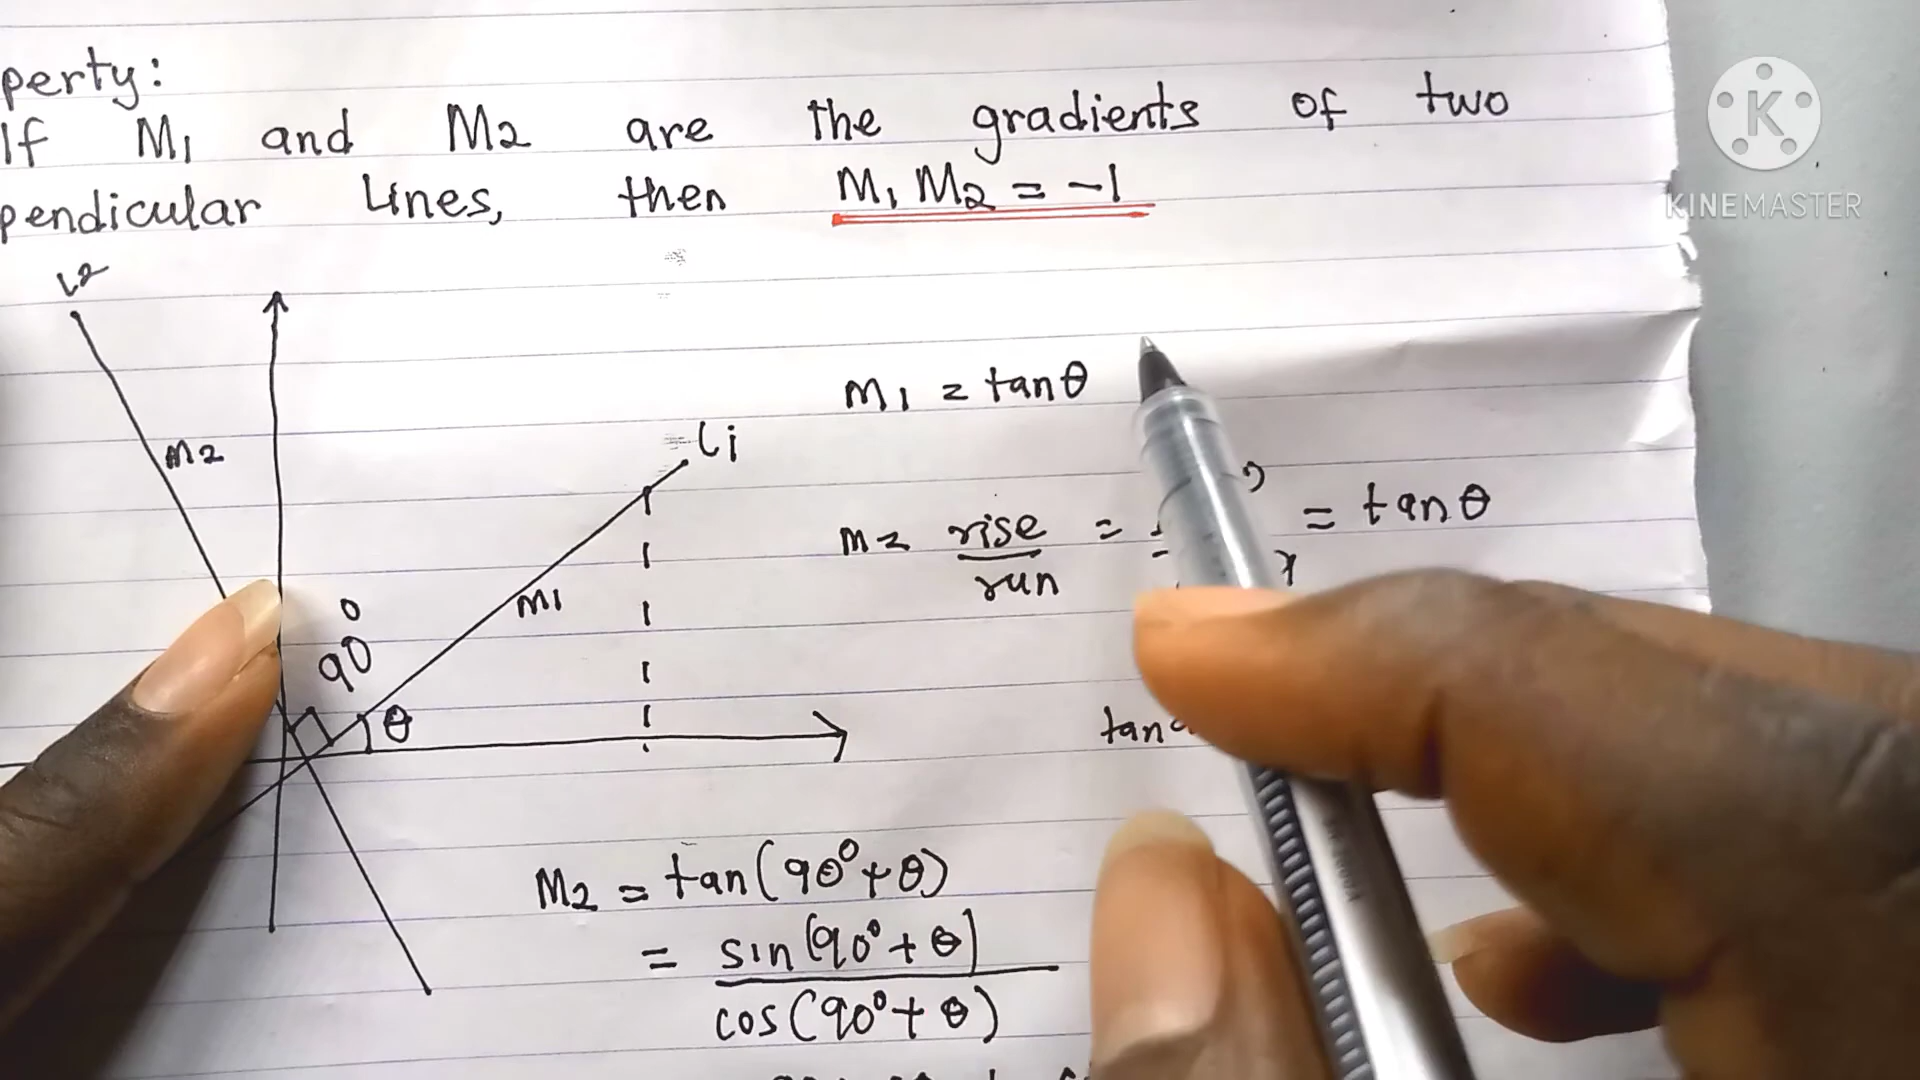 perty:
If M1 and M2 are the gradients of two
pendicular Lines, then M1 M2 = -1
L2
M2
M1 = tanθ
Li
M = rise = = tanθ
run
M1
90°
θ
tan
M2 = tan(90°+θ)
= sin(90°+θ)
cos(90°+θ)
K
KINEMASTER